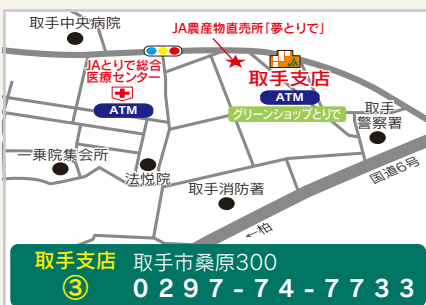 取手中央病院
JA農産物直売所「夢とりで」
JAとりで総合
医療センター
ATM
取手支店
ATM
グリーンショップとりで
取手
警察署
一乗院集会所
法悦院
取手消防署
国道6号
←柏
取手支店 取手市桑原300
③ 0297-74-7733